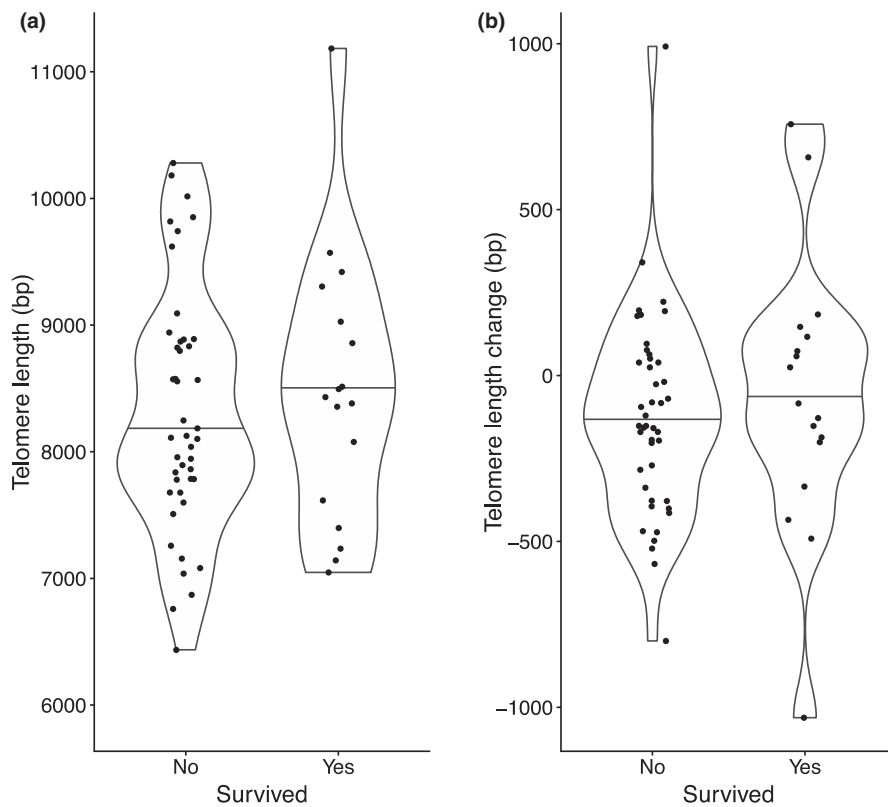 (a)
Telomere length (bp)
11000
10000
9000
8000
7000
6000
No
Yes
Survived
(b)
Telomere length change (bp)
1000
500
0
−500
−1000
No
Yes
Survived